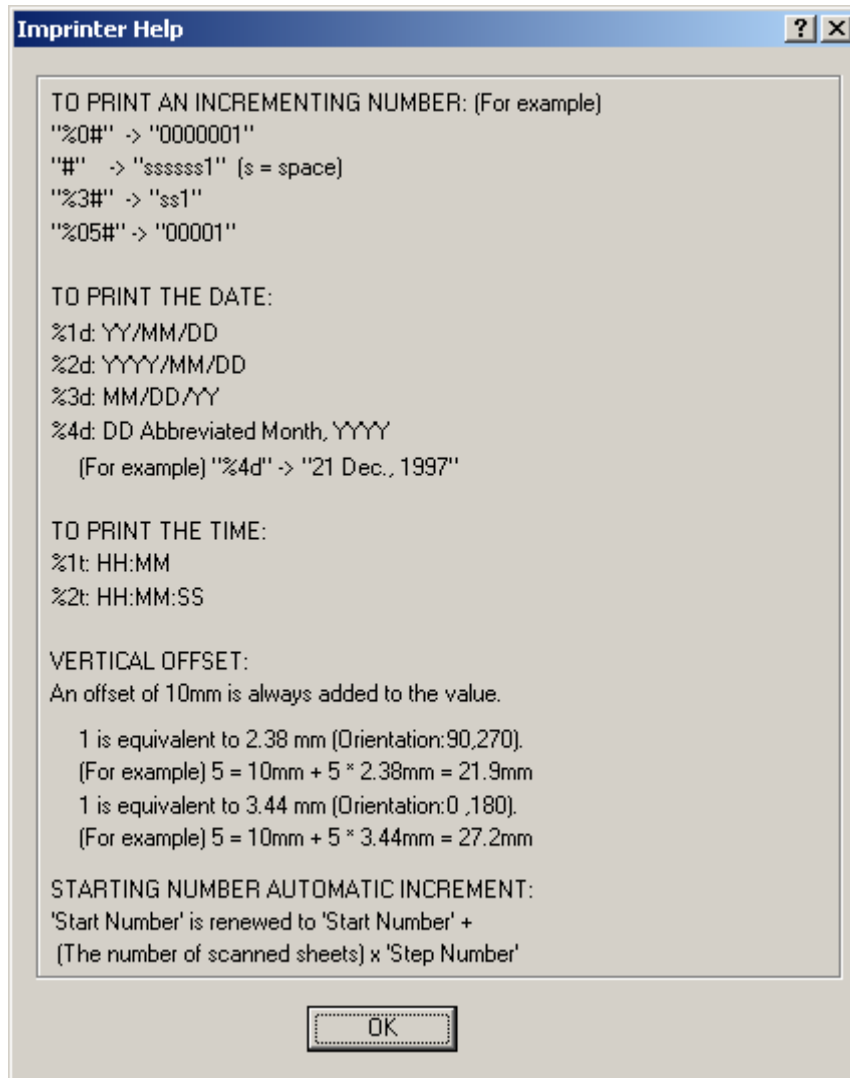 Imprinter Help
TO PRINT AN INCREMENTING NUMBER: (For example)
"%0#" -> "0000001"
"#" -> "ssssss1" (s = space)
"%3#" -> "ss1"
"%05#" -> "00001"
TO PRINT THE DATE:
%1d: YY/MM/DD
%2d: YYYY/MM/DD
%3d: MM/DD/YY
%4d: DD Abbreviated Month, YYYY
(For example) "%4d" -> "21 Dec., 1997"
TO PRINT THE TIME:
%1t: HH:MM
%2t: HH:MM:SS
VERTICAL OFFSET:
An offset of 10mm is always added to the value.
1 is equivalent to 2.38 mm (Orientation:90,270).
(For example) 5 = 10mm + 5 * 2.38mm = 21.9mm
1 is equivalent to 3.44 mm (Orientation:0 ,180).
(For example) 5 = 10mm + 5 * 3.44mm = 27.2mm
STARTING NUMBER AUTOMATIC INCREMENT:
'Start Number' is renewed to 'Start Number' +
(The number of scanned sheets) x 'Step Number'
OK